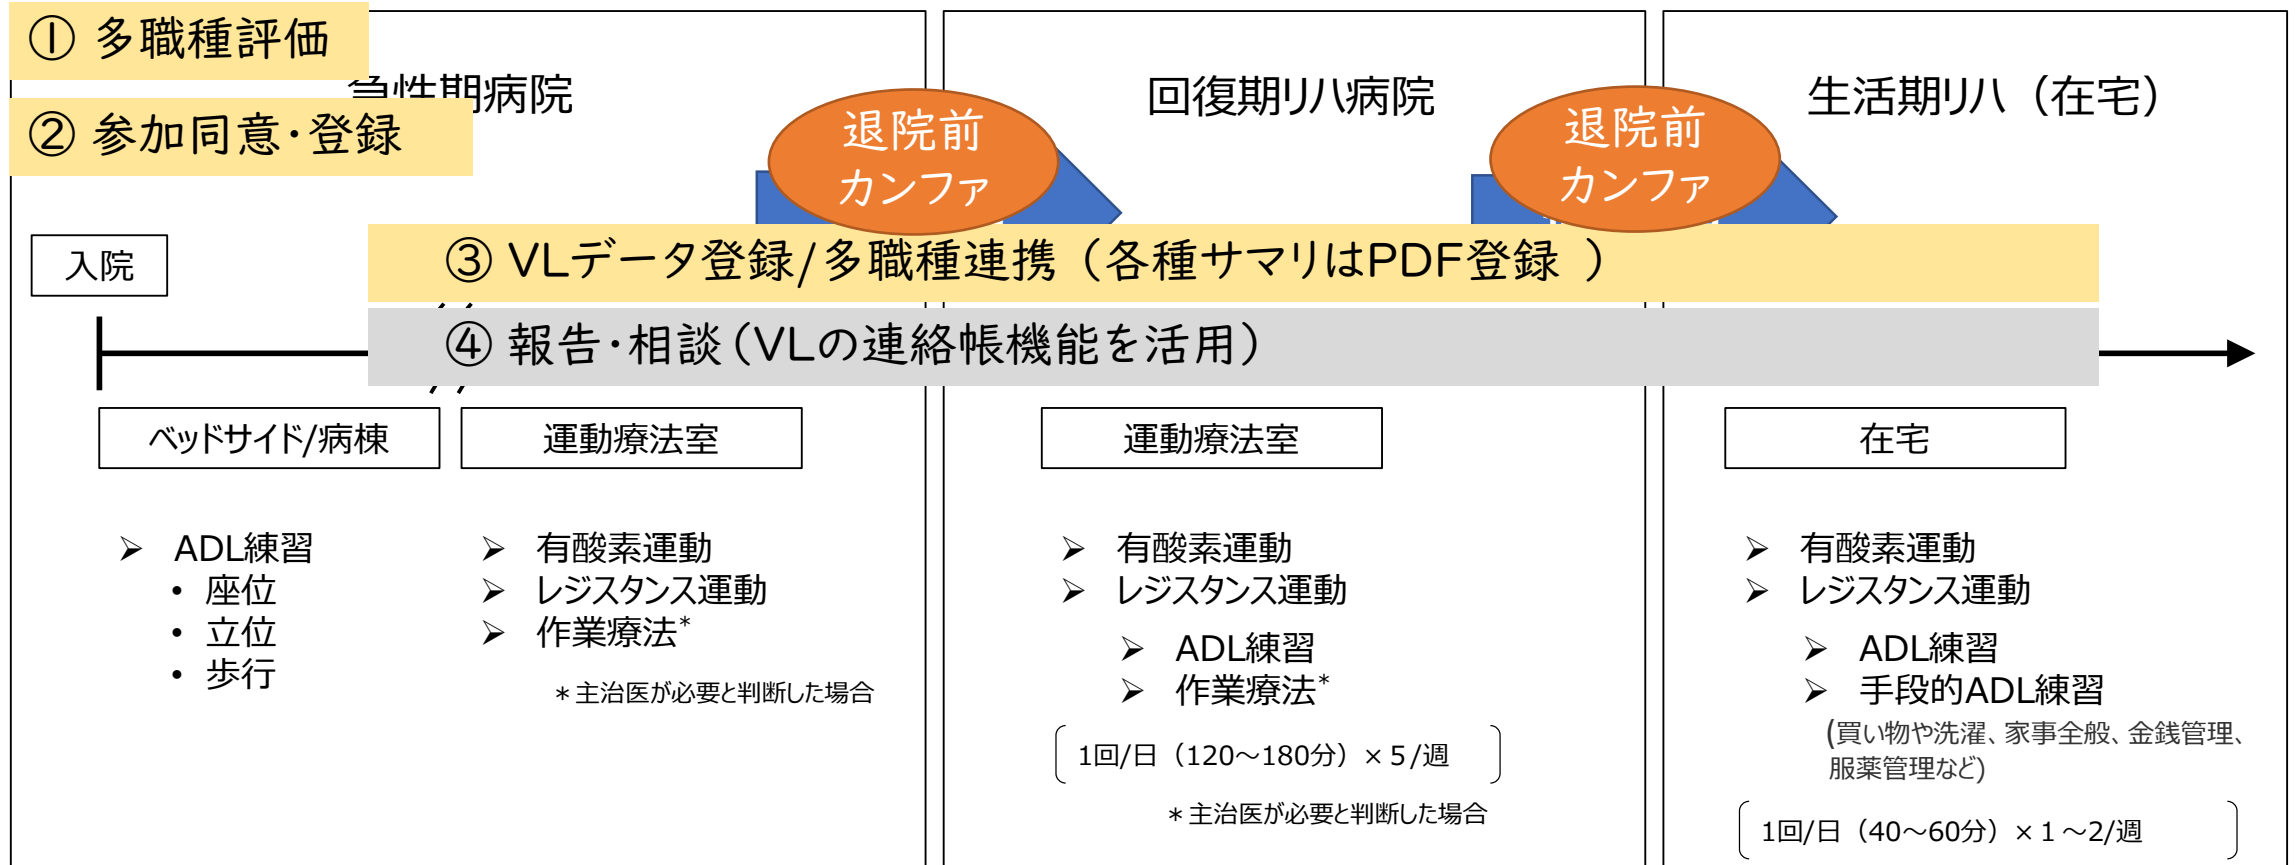 ① 多職種評価
② 参加同意・登録
急性期病院
回復期リハ病院
生活期リハ（在宅）
退院前
カンファ
退院前
カンファ
入院
③ VLデータ登録/多職種連携（各種サマリはPDF登録 ）
④ 報告・相談（VLの連絡帳機能を活用）
ベッドサイド/病棟
➢ ADL練習
• 座位
• 立位
• 歩行
運動療法室
➢ 有酸素運動
➢ レジスタンス運動
➢ 作業療法*
＊主治医が必要と判断した場合
運動療法室
➢ 有酸素運動
➢ レジスタンス運動
➢ ADL練習
➢ 作業療法*
1回/日（120～180分）×５/週
＊主治医が必要と判断した場合
在宅
➢ 有酸素運動
➢ レジスタンス運動
➢ ADL練習
➢ 手段的ADL練習
(買い物や洗濯、家事全般、金銭管理、
服薬管理など)
1回/日（40～60分）×１～2/週